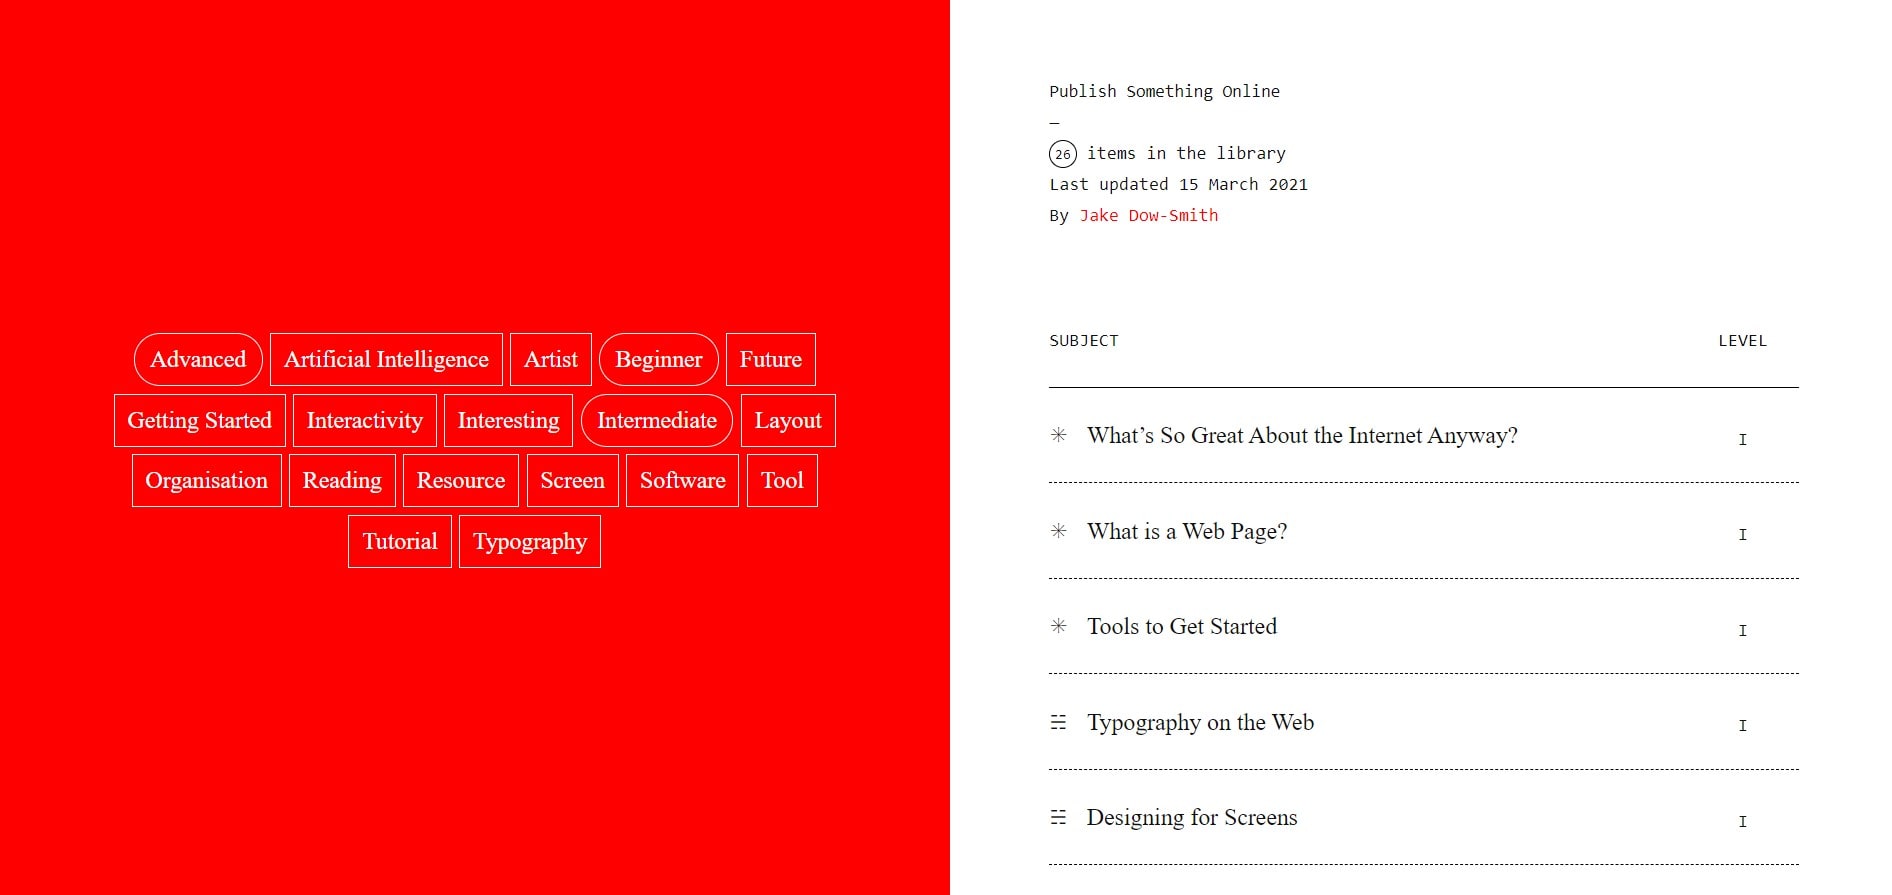 Advanced Artificial Intelligence Artist Beginner Future
Getting Started Interactivity Interesting Intermediate Layout
Organisation Reading Resource Screen Software Tool
Tutorial Typography
Publish Something Online
—
26 items in the library
Last updated 15 March 2021
By Jake Dow-Smith
SUBJECT LEVEL
✳ What’s So Great About the Internet Anyway? I
✳ What is a Web Page? I
✳ Tools to Get Started I
☵ Typography on the Web I
☵ Designing for Screens I